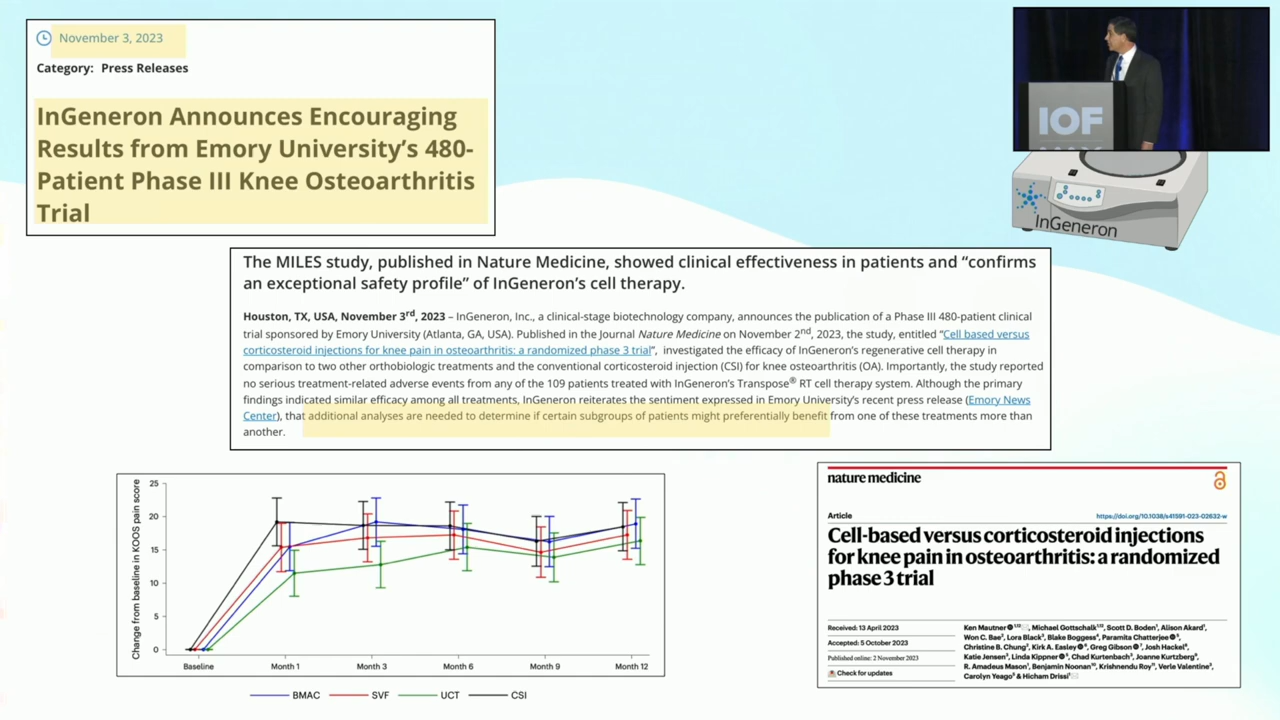 November 3, 2023
Category: Press Releases
InGeneron Announces Encouraging
Results from Emory University's 480-
Patient Phase III Knee Osteoarthritis
Trial
IOF
InGeneron
The MILES study, published in Nature Medicine, showed clinical effectiveness in patients and “confirms
an exceptional safety profile” of InGeneron's cell therapy.
Houston, TX, USA, November 3rd, 2023 – InGeneron, Inc., a clinical-stage biotechnology company, announces the publication of a Phase III 480-patient clinical
trial sponsored by Emory University (Atlanta, GA, USA). Published in the Journal Nature Medicine on November 2nd, 2023, the study, entitled “Cell based versus
corticosteroid injections for knee pain in osteoarthritis: a randomized phase 3 trial”, investigated the efficacy of InGeneron's regenerative cell therapy in
comparison to two other orthobiologic treatments and the conventional corticosteroid injection (CSI) for knee osteoarthritis (OA). Importantly, the study reported
no serious treatment-related adverse events from any of the 109 patients treated with InGeneron's Transpose® RT cell therapy system. Although the primary
findings indicated similar efficacy among all treatments, InGeneron reiterates the sentiment expressed in Emory University's recent press release (Emory News
Center), that additional analyses are needed to determine if certain subgroups of patients might preferentially benefit from one of these treatments more than
another.
Change from baseline in KOOS pain score
25
20
15
10
5
0
Baseline Month 1 Month 3 Month 6 Month 9 Month 12
BMAC SVF UCT CSI
nature medicine
Article
https://doi.org/10.1038/s41591-023-02632-w
Cell-based versus corticosteroid injections
for knee pain in osteoarthritis: a randomized
phase 3 trial
Received: 13 April 2023
Accepted: 5 October 2023
Published online: 2 November 2023
Check for updates
Ken Mautner, Michael Gottschalk, Scott D. Boden, Alison Akard,
Won C. Bae, Lora Black, Blake Boggess, Paramita Chatterjee,
Christine B. Chung, Kirk A. Easley, Greg Gibson, Josh Hackel,
Katie Jensen, Linda Kippner, Chad Kurtenbach, Joanne Kurtzberg,
R. Amadeus Mason, Benjamin Noonan, Krishnendu Roy, Verle Valentine,
Carolyn Yeago & Hicham Drissi